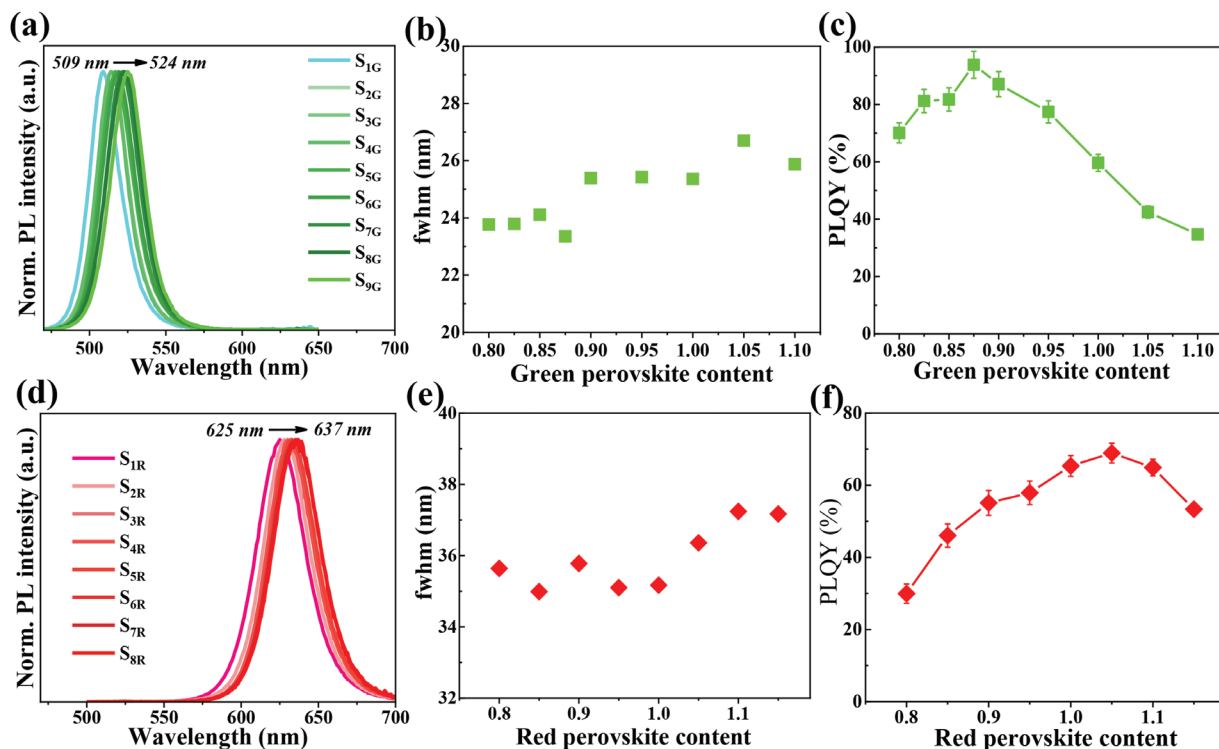 (a)
509 nm → 524 nm
S1G
S2G
S3G
S4G
S5G
S6G
S7G
S8G
S9G
Norm. PL intensity (a.u.)
500 550 600 650 700
Wavelength (nm)
(b)
30
28
26
24
22
20
fwhm (nm)
0.80 0.85 0.90 0.95 1.00 1.05 1.10
Green perovskite content
(c)
100
80
60
40
20
0
PLQY (%)
0.80 0.85 0.90 0.95 1.00 1.05 1.10
Green perovskite content
(d)
625 nm → 637 nm
S1R
S2R
S3R
S4R
S5R
S6R
S7R
S8R
Norm. PL intensity (a.u.)
500 550 600 650 700
Wavelength (nm)
(e)
40
38
37
36
35
34
32
fwhm (nm)
0.8 0.9 1.0 1.1
Red perovskite content
(f)
80
60
40
20
0
PLQY (%)
0.8 0.9 1.0 1.1
Red perovskite content